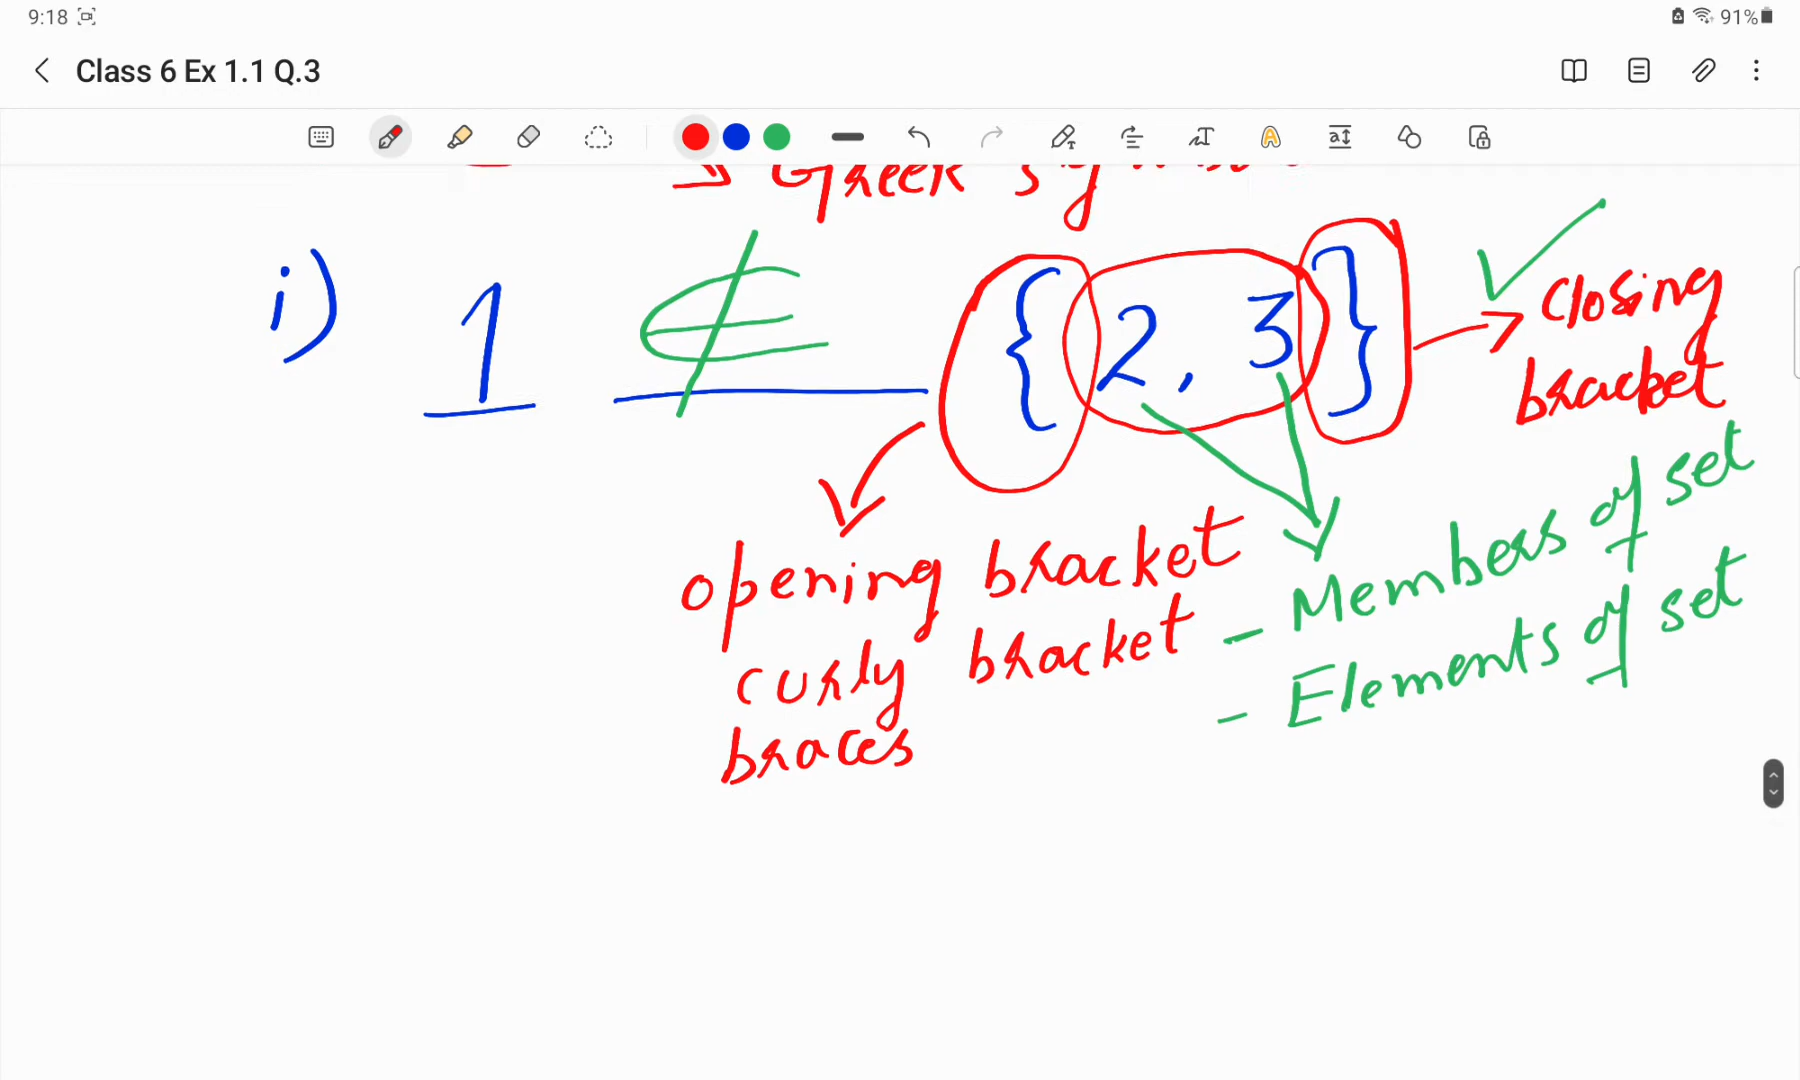 9:18
91%
Class 6 Ex 1.1 Q.3
→ Greek
i) 1 ∉ { 2, 3 }
closing
bracket
opening bracket
curly bracket
braces
- Members of set
- Elements of set